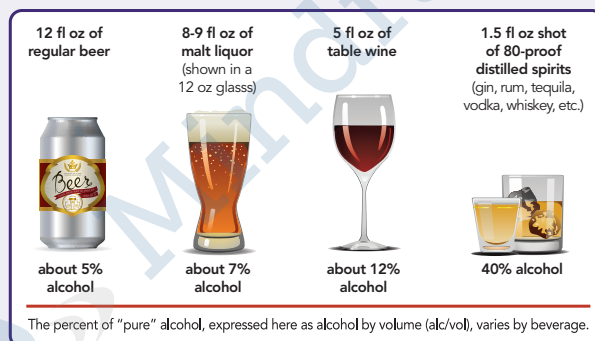 12 fl oz of
regular beer
8-9 fl oz of
malt liquor
(shown in a
12 oz glasss)
5 fl oz of
table wine
1.5 fl oz shot
of 80-proof
distilled spirits
(gin, rum, tequila,
vodka, whiskey, etc.)
Beer
about 5%
alcohol
about 7%
alcohol
about 12%
alcohol
40% alcohol
The percent of “pure” alcohol, expressed here as alcohol by volume (alc/vol), varies by beverage.